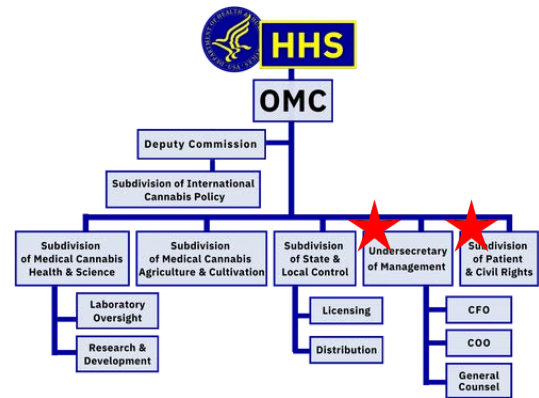 HHS
OMC
Deputy Commission
Subdivision of International
Cannabis Policy
Subdivision
of Medical Cannabis
Health & Science
Subdivision
of Medical Cannabis
Agriculture & Cultivation
Subdivision
of State &
Local Control
Undersecretary
of Management
Subdivision
of Patient
& Civil Rights
Laboratory
Oversight
Research &
Development
Licensing
Distribution
CFO
COO
General
Counsel